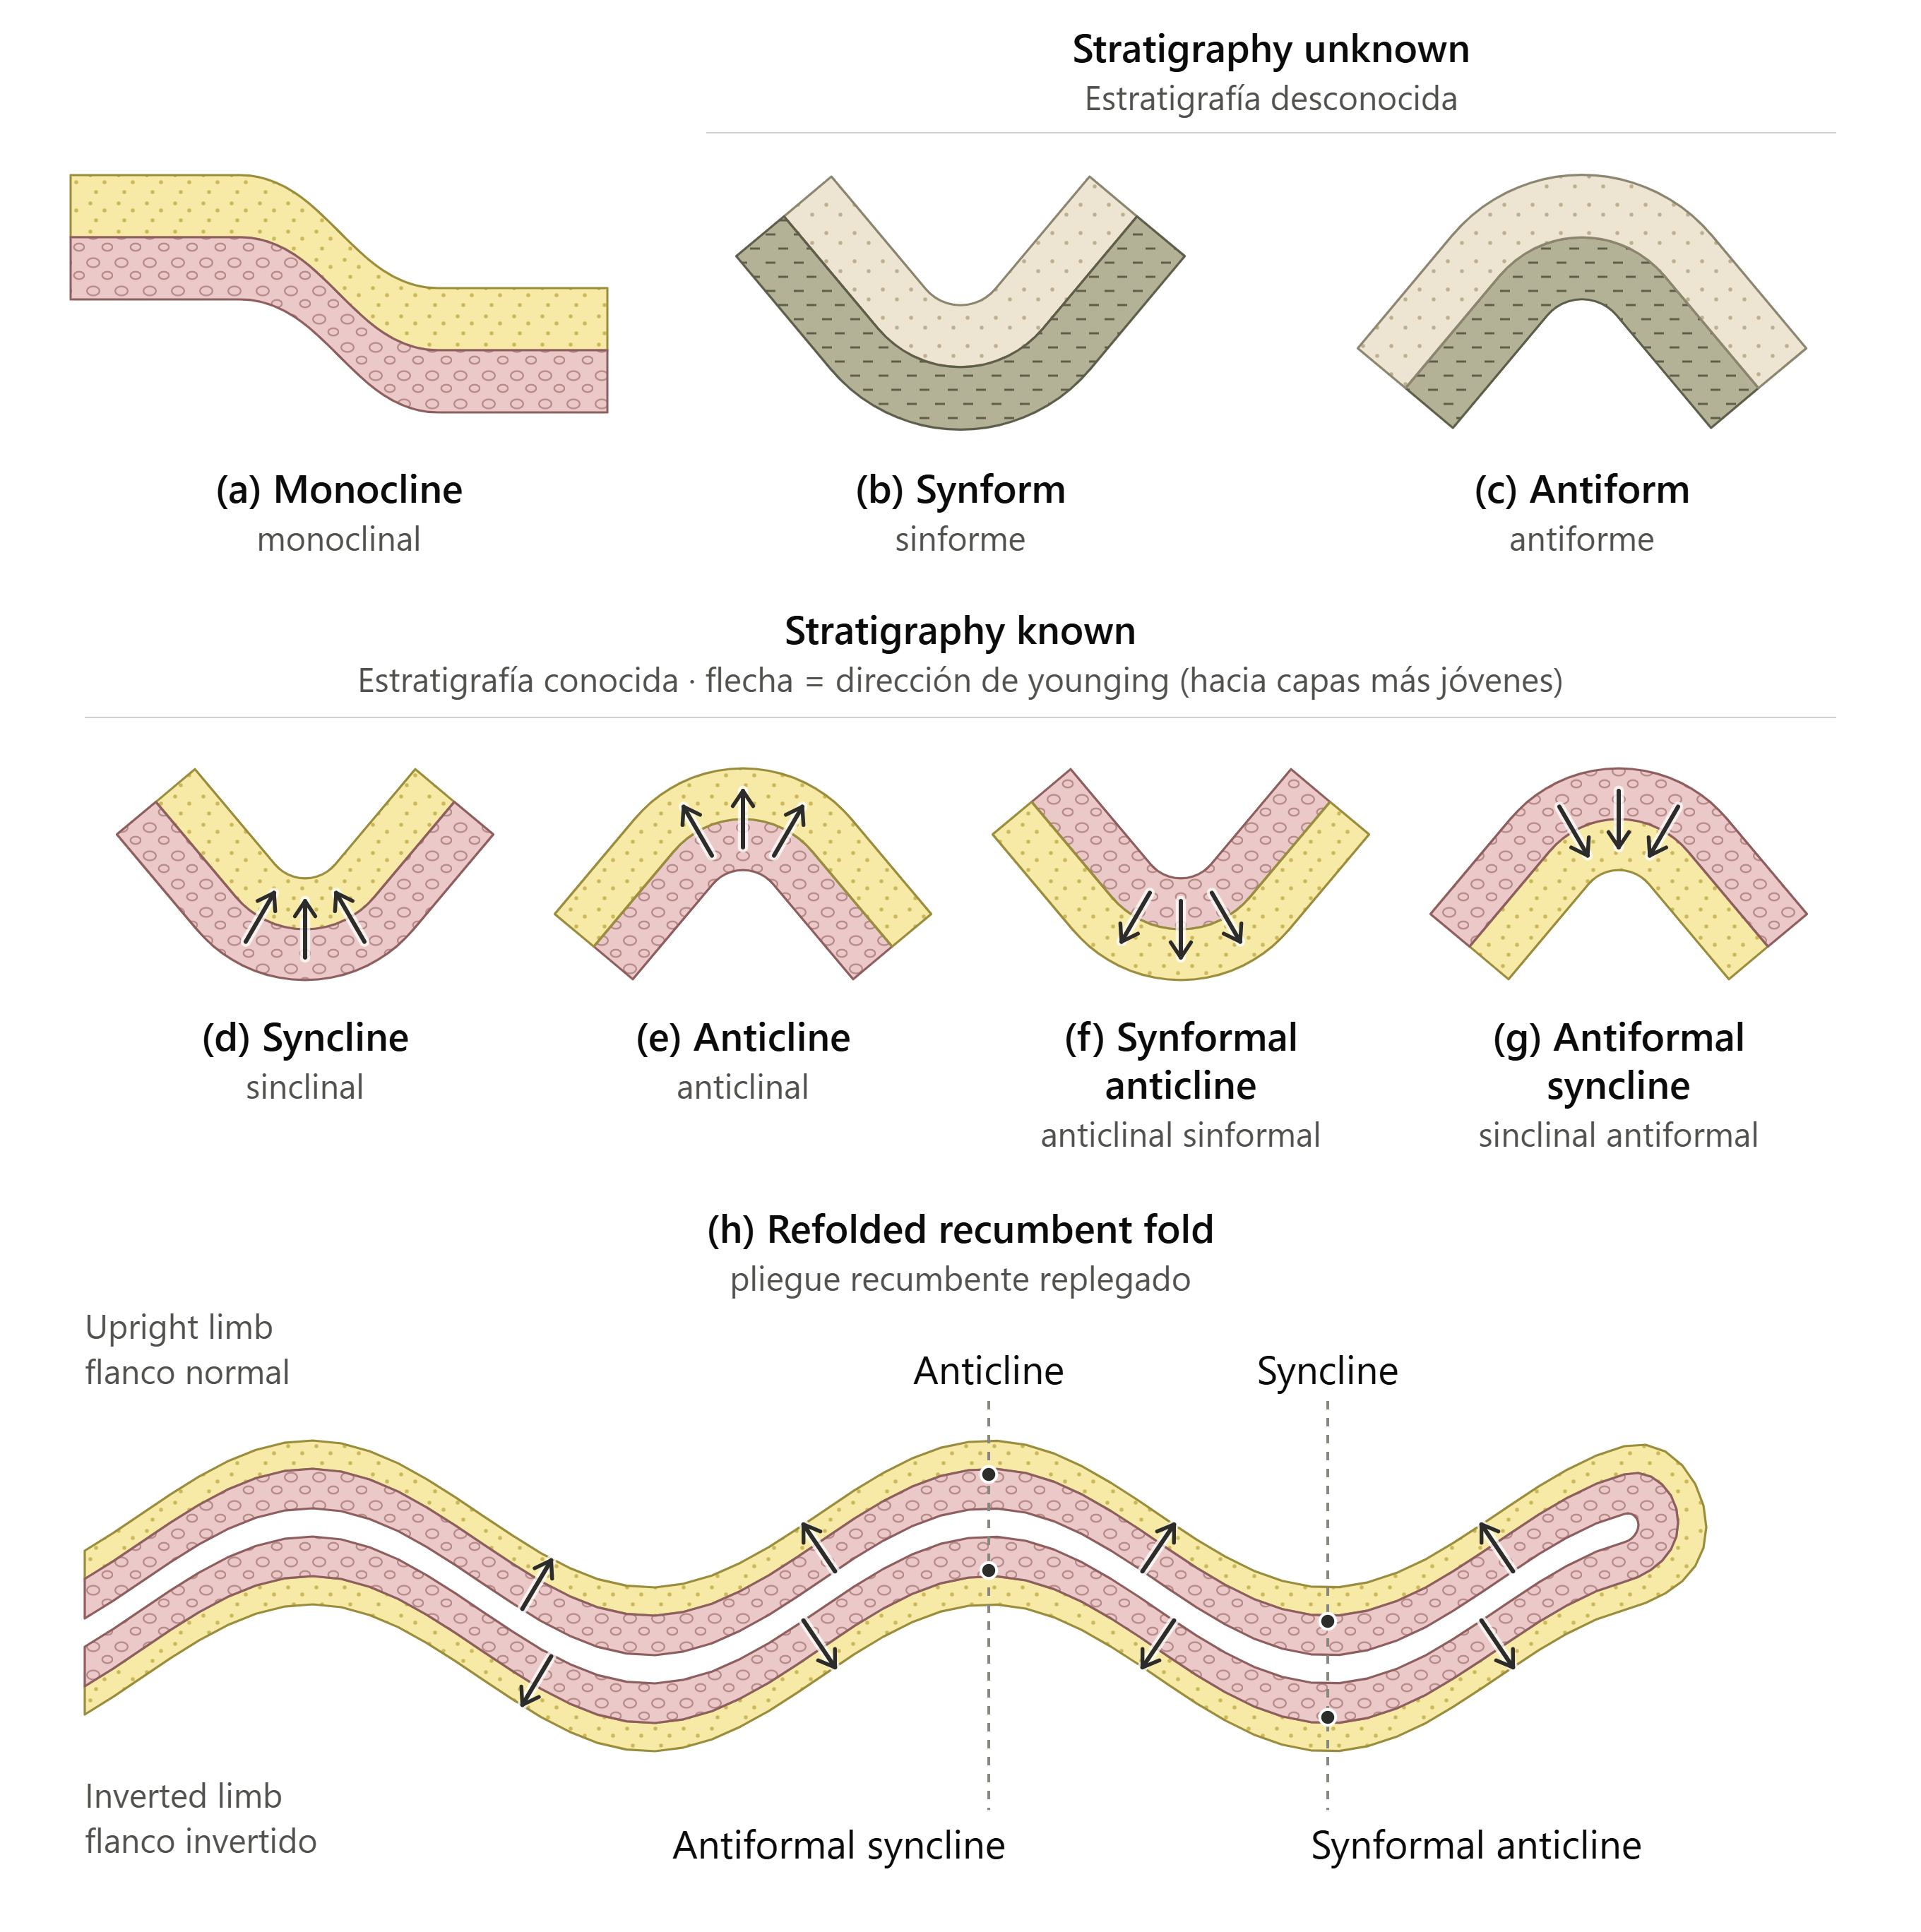 Stratigraphy unknown
Estratigrafía desconocida
(a) Monocline
monoclinal
(b) Synform
sinforme
(c) Antiform
antiforme
Stratigraphy known
Estratigrafía conocida · flecha = dirección de younging (hacia capas más jóvenes)
(d) Syncline
sinclinal
(e) Anticline
anticlinal
(f) Synformal
anticline
anticlinal sinformal
(g) Antiformal
syncline
sinclinal antiformal
(h) Refolded recumbent fold
pliegue recumbente replegado
Upright limb
flanco normal
Anticline
Syncline
Inverted limb
flanco invertido
Antiformal syncline
Synformal anticline